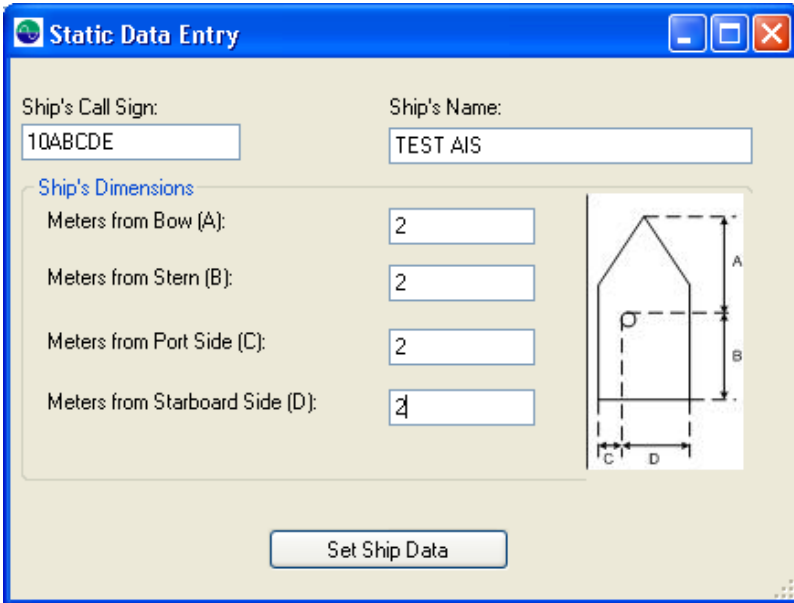 Static Data Entry
Ship's Call Sign:
Ship's Name:
10ABCDE
TEST AIS
Ship's Dimensions
Meters from Bow (A):
2
Meters from Stern (B):
2
Meters from Port Side (C):
2
Meters from Starboard Side (D):
2
A
B
C
D
Set Ship Data